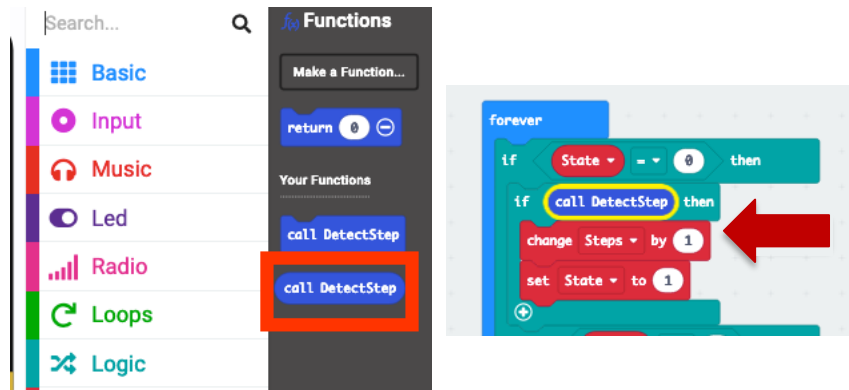 Search...
Basic
Input
Music
Led
Radio
Loops
Logic
f(x) Functions
Make a Function...
return 0
Your Functions
call DetectStep
call DetectStep
forever
if State = 0 then
if call DetectStep then
change Steps by 1
set State to 1